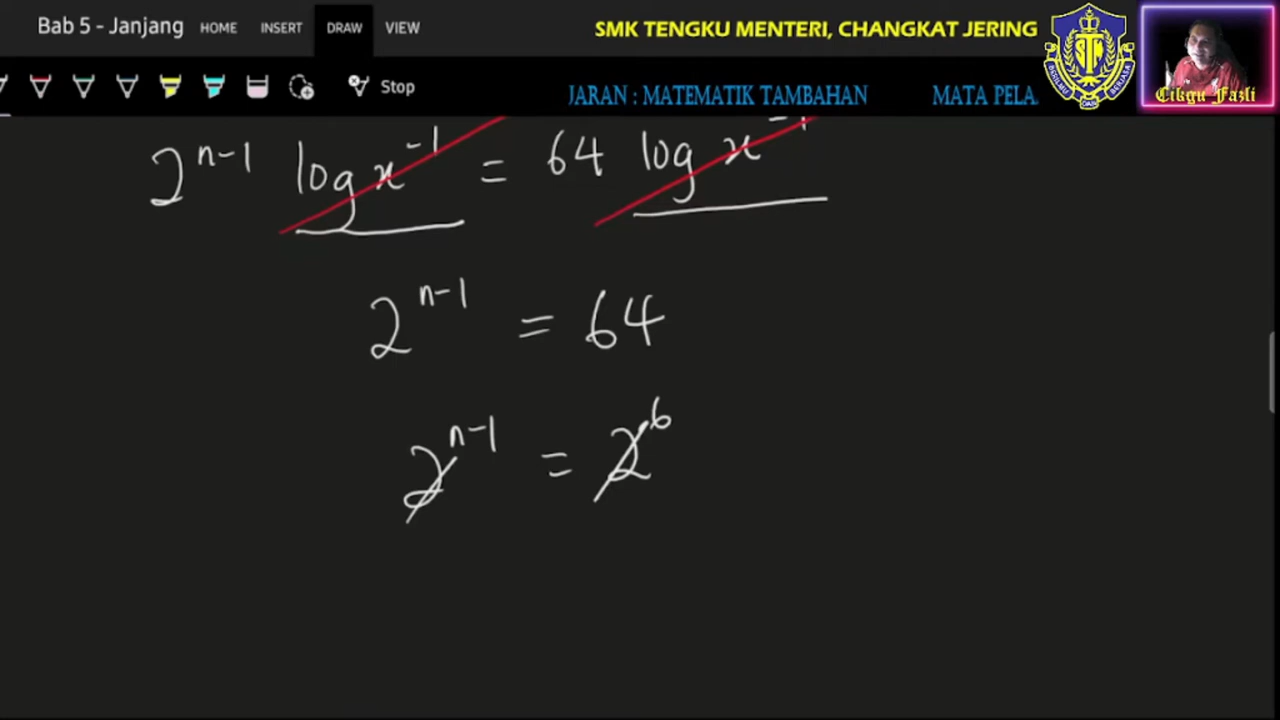 Bab 5 - Janjang HOME INSERT DRAW VIEW
SMK TENGKU MENTERI, CHANGKAT JERING
Stop
JARAN : MATEMATIK TAMBAHAN MATA PELA
Cikgu Fazli
2^{n-1} log x^{-1} = 64 log x^{-1}
2^{n-1} = 64
2^{n-1} = 2^6